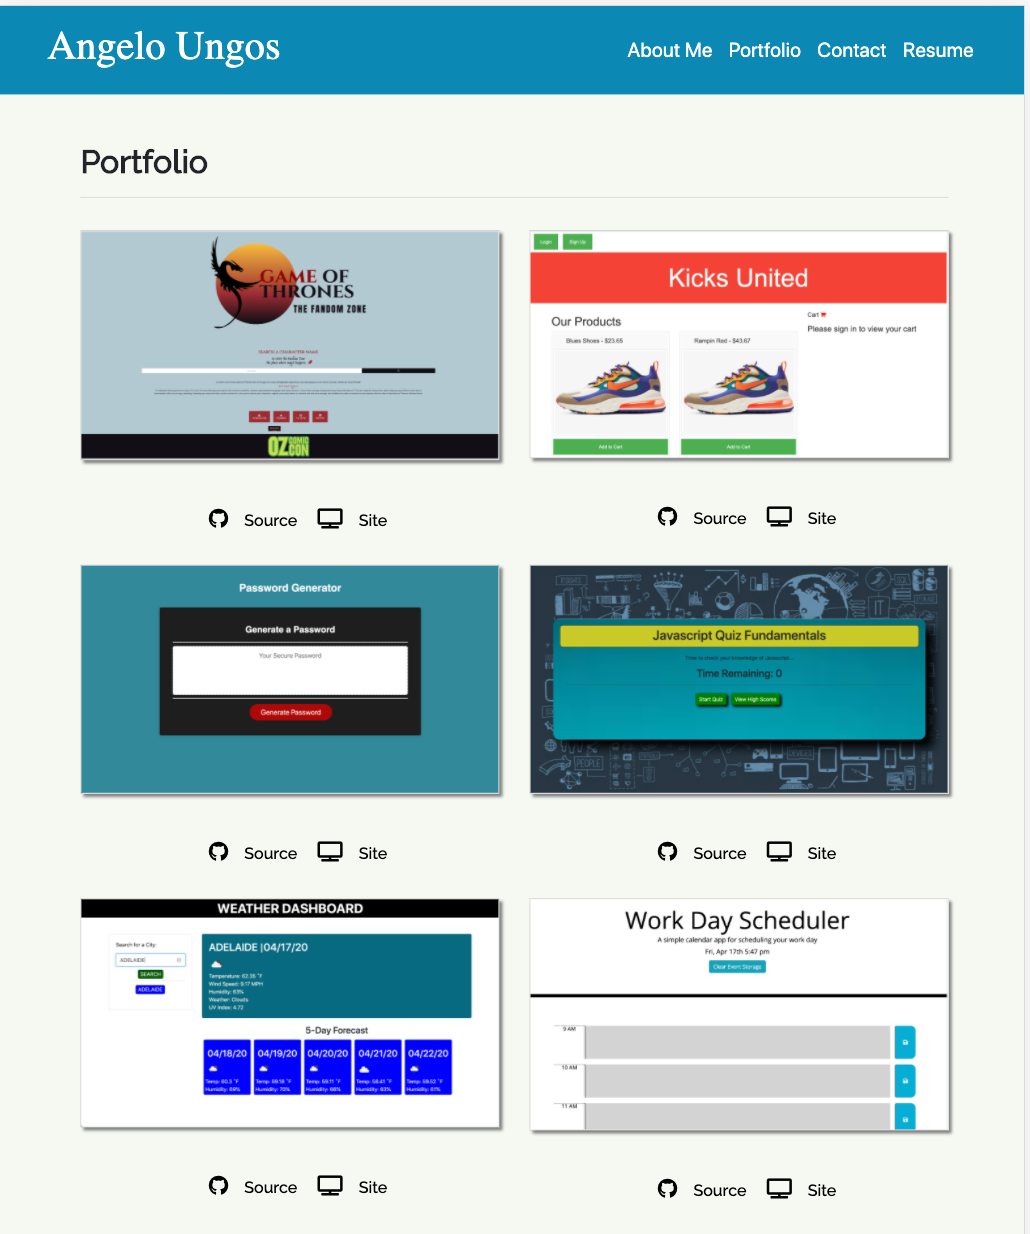 Angelo Ungos
About Me Portfolio Contact Resume
Portfolio
GAME OF
THRONES
THE FANDOM ZONE
OZ COMIC CON
Source Site
Login Sign Up
Kicks United
Our Products
Blues Shoes - $23.65
Rampin Red - $43.67
Add to Cart
Add to Cart
Cart
Please sign in to view your cart
Source Site
Password Generator
Generate a Password
Your Secure Password
Generate Password
Source Site
Javascript Quiz Fundamentals
Time to check your knowledge of Javascript...
Time Remaining: 0
Start Quiz View High Scores
PEOPLE
Source Site
WEATHER DASHBOARD
Search for a City:
ADELAIDE
SEARCH
ADELAIDE
ADELAIDE |04/17/20
Temperature: 62.35 °F
Wind Speed: 9.17 MPH
Humidity: 63%
Weather: Clouds
UV Index: 4.72
5-Day Forecast
04/18/20 04/19/20 04/20/20 04/21/20 04/22/20
Temp: 60.3 °F Temp: 59.18 °F Temp: 59.11 °F Temp: 58.41 °F Temp: 59.52 °F
Humidity: 69% Humidity: 70% Humidity: 66% Humidity: 63% Humidity: 61%
Source Site
Work Day Scheduler
A simple calendar app for scheduling your work day
Fri, Apr 17th 5:47 pm
Clear Event Storage
9 AM
10 AM
11 AM
Source Site